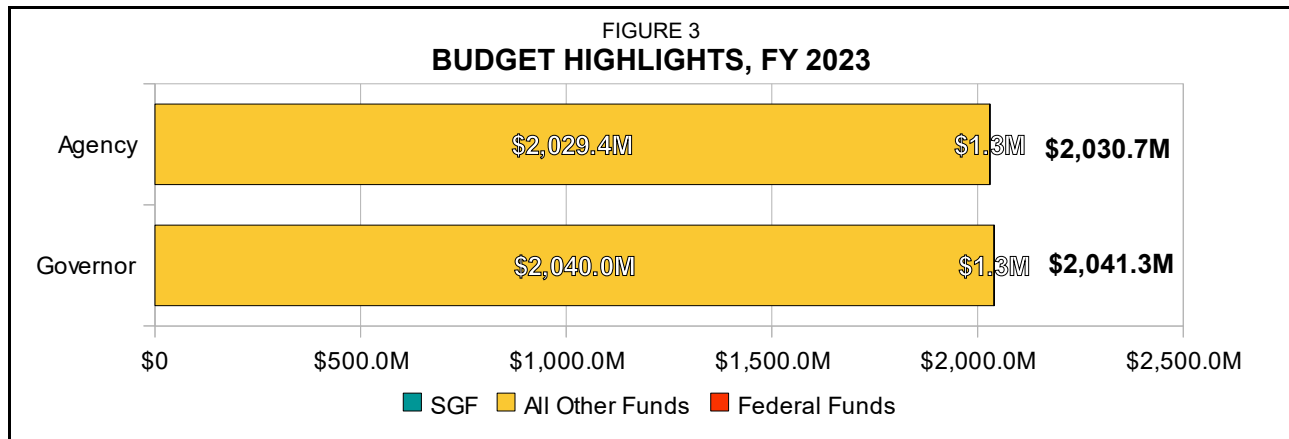 FIGURE 3
BUDGET HIGHLIGHTS, FY 2023
Agency $2,029.4M $1.3M $2,030.7M
Governor $2,040.0M $1.3M $2,041.3M
$0 $500.0M $1,000.0M $1,500.0M $2,000.0M $2,500.0M
SGF All Other Funds Federal Funds